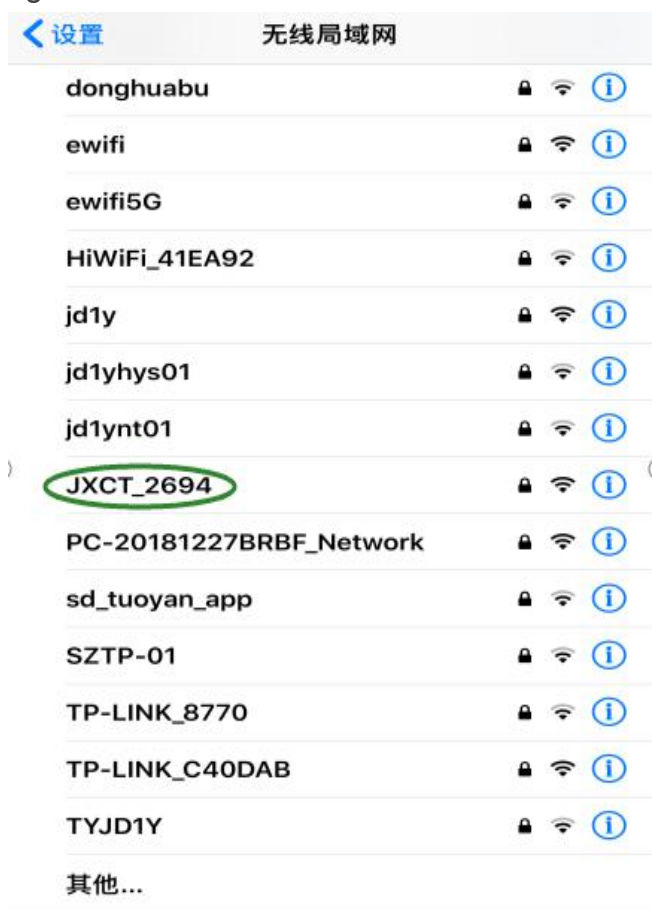 设置 无线局域网
donghuabu
ewifi
ewifi5G
HiWiFi_41EA92
jd1y
jd1yhys01
jd1ynt01
JXCT_2694
PC-20181227BRBF_Network
sd_tuoyan_app
SZTP-01
TP-LINK_8770
TP-LINK_C40DAB
TYJD1Y
其他...